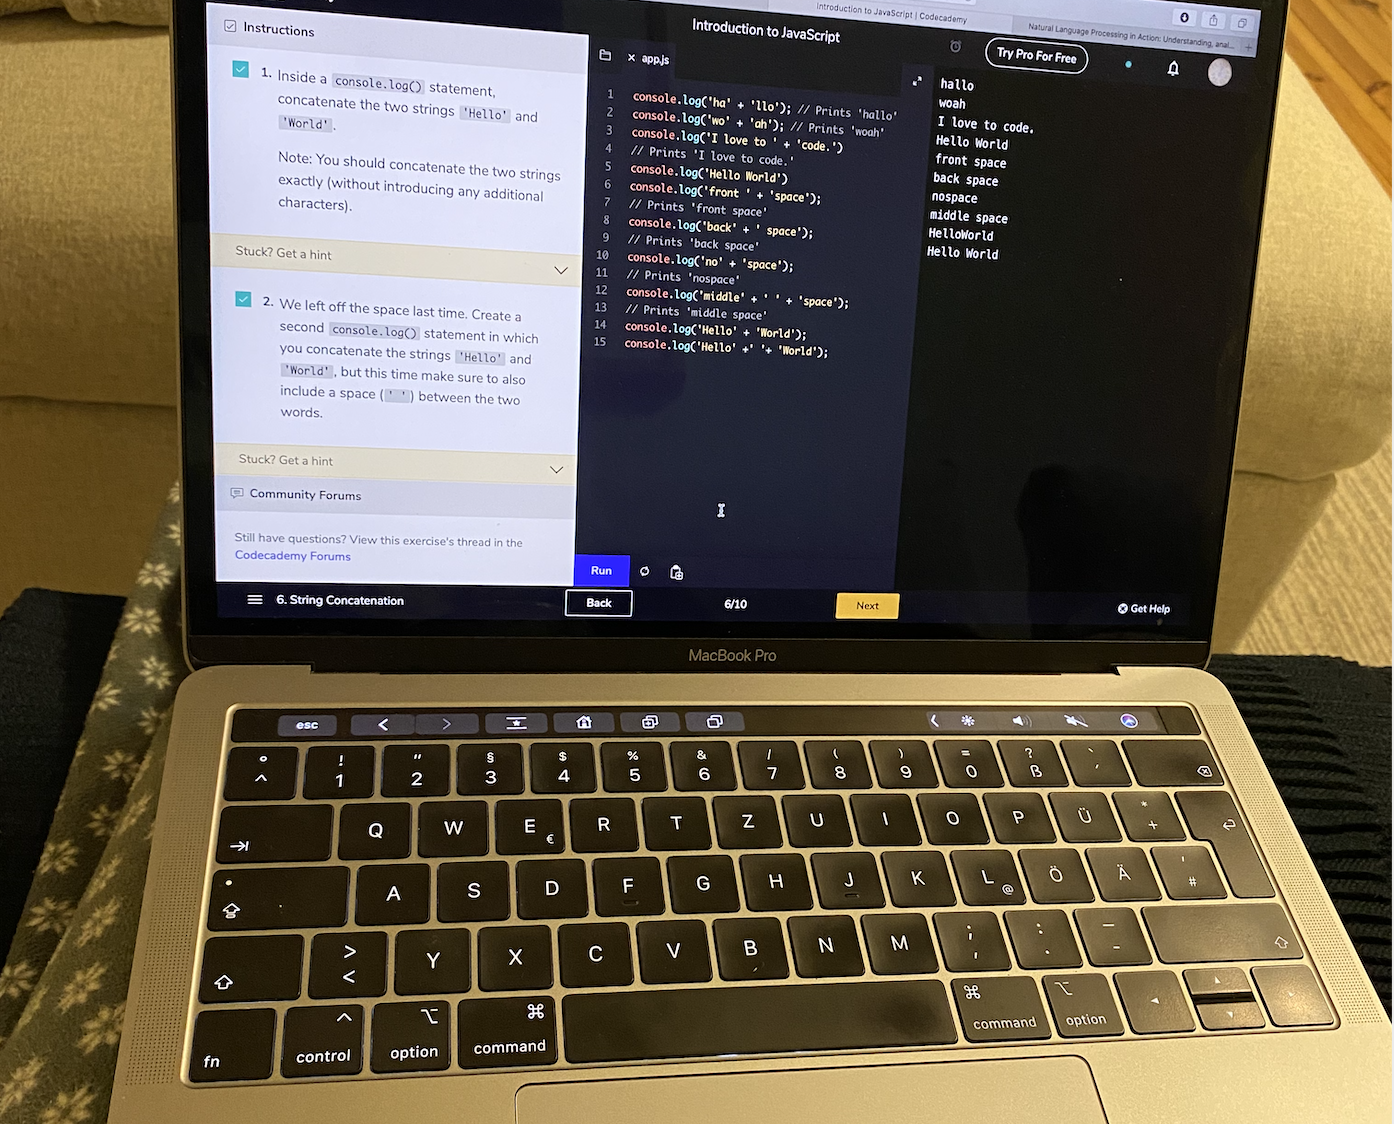 Introduction to JavaScript | Codecademy
Natural Language Processing in Action: Understanding, anal...
Instructions
Introduction to JavaScript
Try Pro For Free
1. Inside a console.log() statement,
concatenate the two strings 'Hello' and
'World'.
Note: You should concatenate the two strings
exactly (without introducing any additional
characters).
Stuck? Get a hint
2. We left off the space last time. Create a
second console.log() statement in which
you concatenate the strings 'Hello' and
'World', but this time make sure to also
include a space (' ') between the two
words.
Stuck? Get a hint
Community Forums
Still have questions? View this exercise's thread in the
Codecademy Forums
× app.js
1 console.log('ha' + 'llo'); // Prints 'hallo'
2 console.log('wo' + 'ah'); // Prints 'woah'
3 console.log('I love to ' + 'code.')
4 // Prints 'I love to code.'
5 console.log('Hello World')
6 console.log('front ' + 'space');
7 // Prints 'front space'
8 console.log('back' + ' space');
9 // Prints 'back space'
10 console.log('no' + 'space');
11 // Prints 'nospace'
12 console.log('middle' + ' ' + 'space');
13 // Prints 'middle space'
14 console.log('Hello' + 'World');
15 console.log('Hello' +' '+ 'World');
hallo
woah
I love to code.
Hello World
front space
back space
nospace
middle space
HelloWorld
Hello World
Run
6. String Concatenation
Back
6/10
Next
Get Help
MacBook Pro
esc
° ! " § $ % & / ( ) = ? `
^ 1 2 3 4 5 6 7 8 9 0 ß ´
Q W E € R T Z U I O P Ü * +
A S D F G H J K L @ Ö Ä ' #
> < Y X C V B N M ; , : . _ -
fn control option command command option